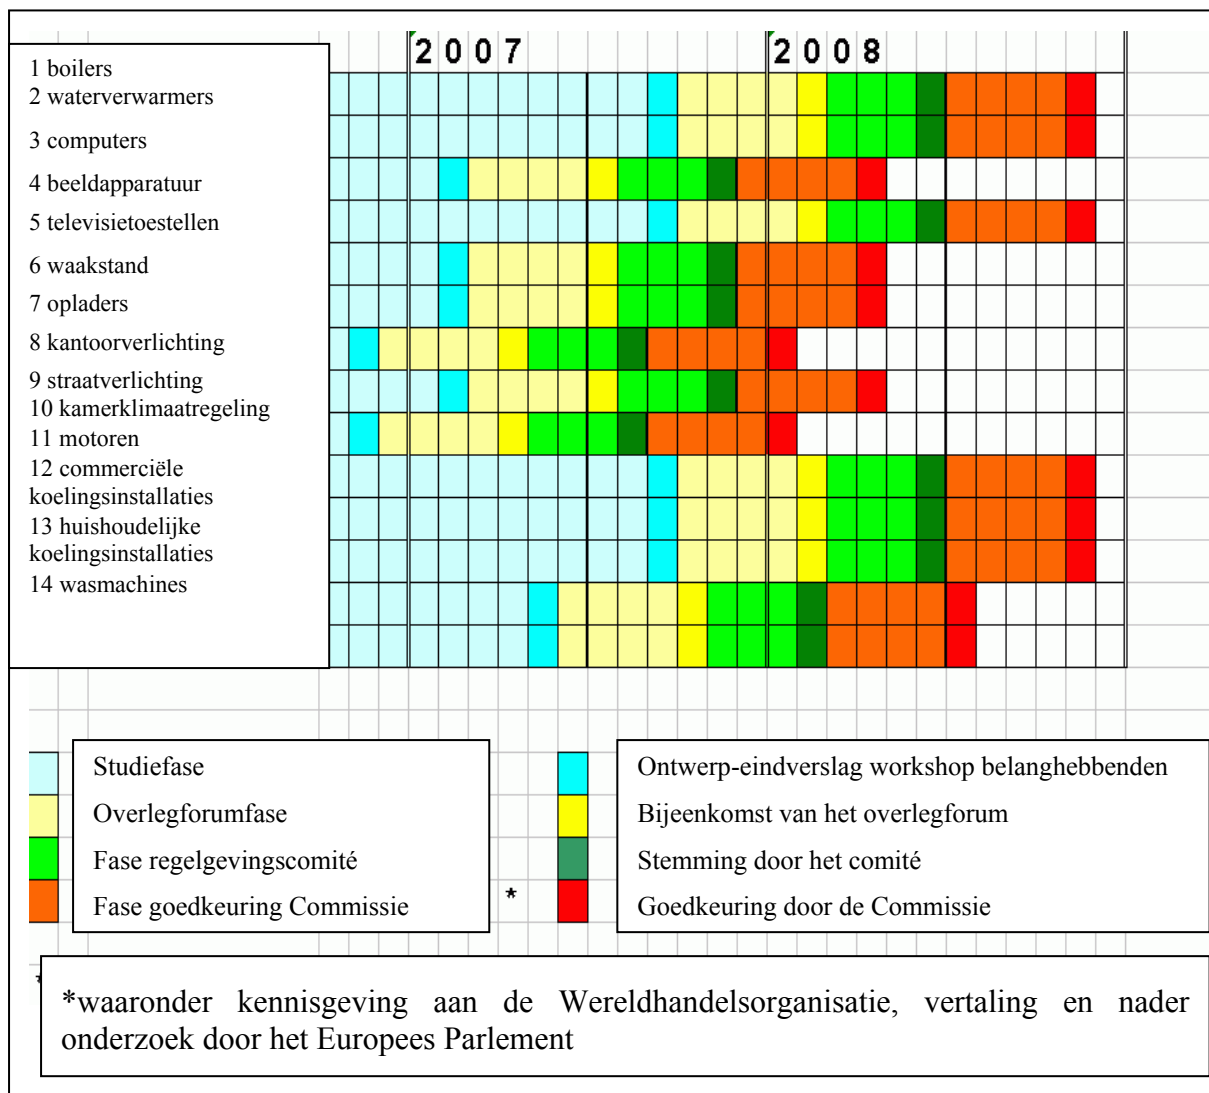 2007 2008
1 boilers
2 waterverwarmers
3 computers
4 beeldapparatuur
5 televisietoestellen
6 waakstand
7 opladers
8 kantoorverlichting
9 straatverlichting
10 kamerklimaatregeling
11 motoren
12 commerciële
koelingsinstallaties
13 huishoudelijke
koelingsinstallaties
14 wasmachines
Studiefase
Overlegforumfase
Fase regelgevingscomité
Fase goedkeuring Commissie *
Ontwerp-eindverslag workshop belanghebbenden
Bijeenkomst van het overlegforum
Stemming door het comité
Goedkeuring door de Commissie
*waaronder kennisgeving aan de Wereldhandelsorganisatie, vertaling en nader
onderzoek door het Europees Parlement